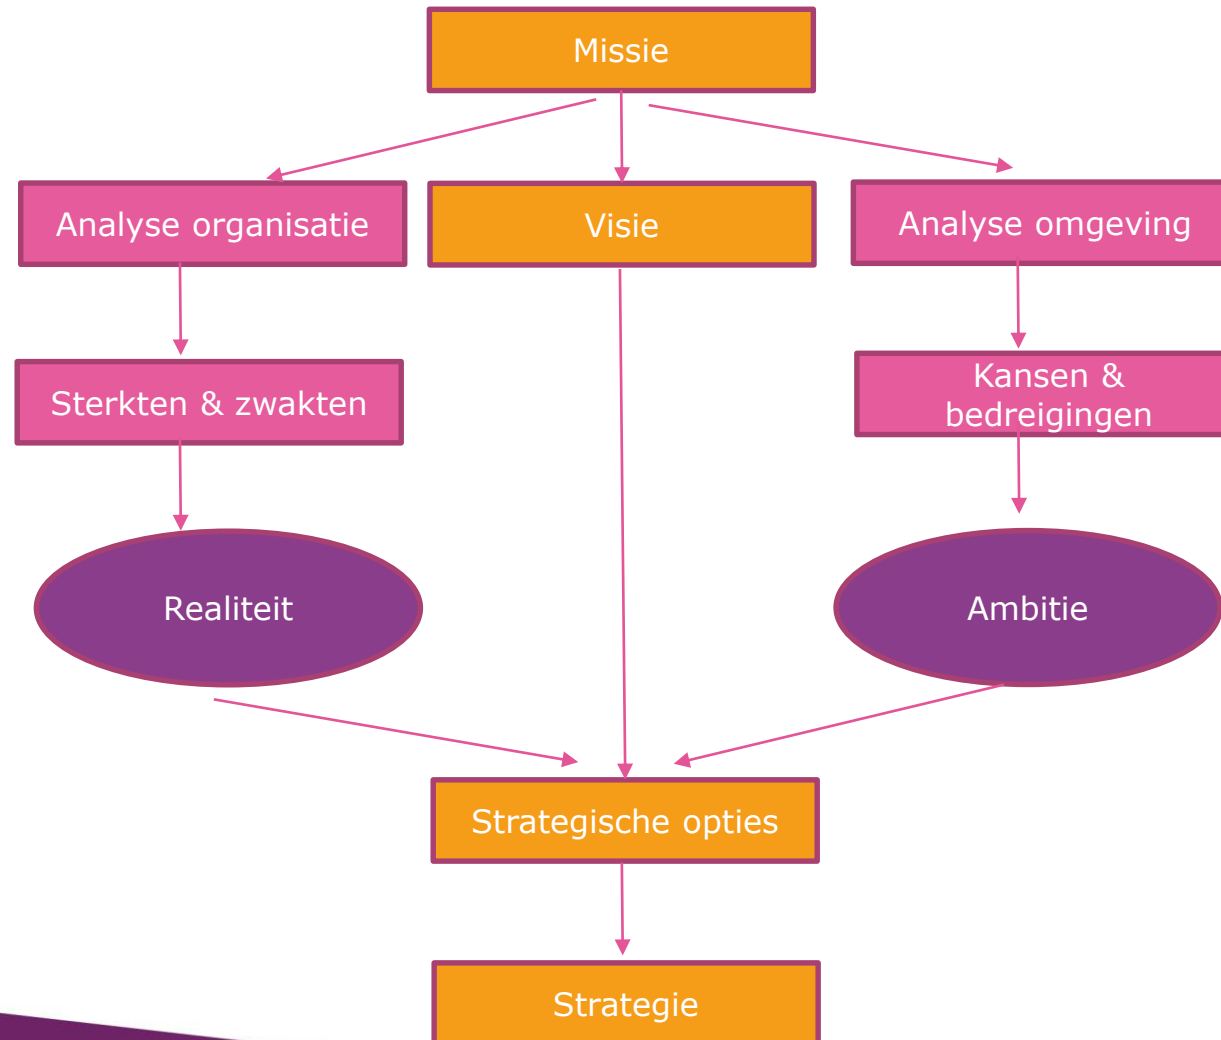 Missie
Analyse organisatie
Visie
Analyse omgeving
Sterkten & zwakten
Kansen &
bedreigingen
Realiteit
Ambitie
Strategische opties
Strategie